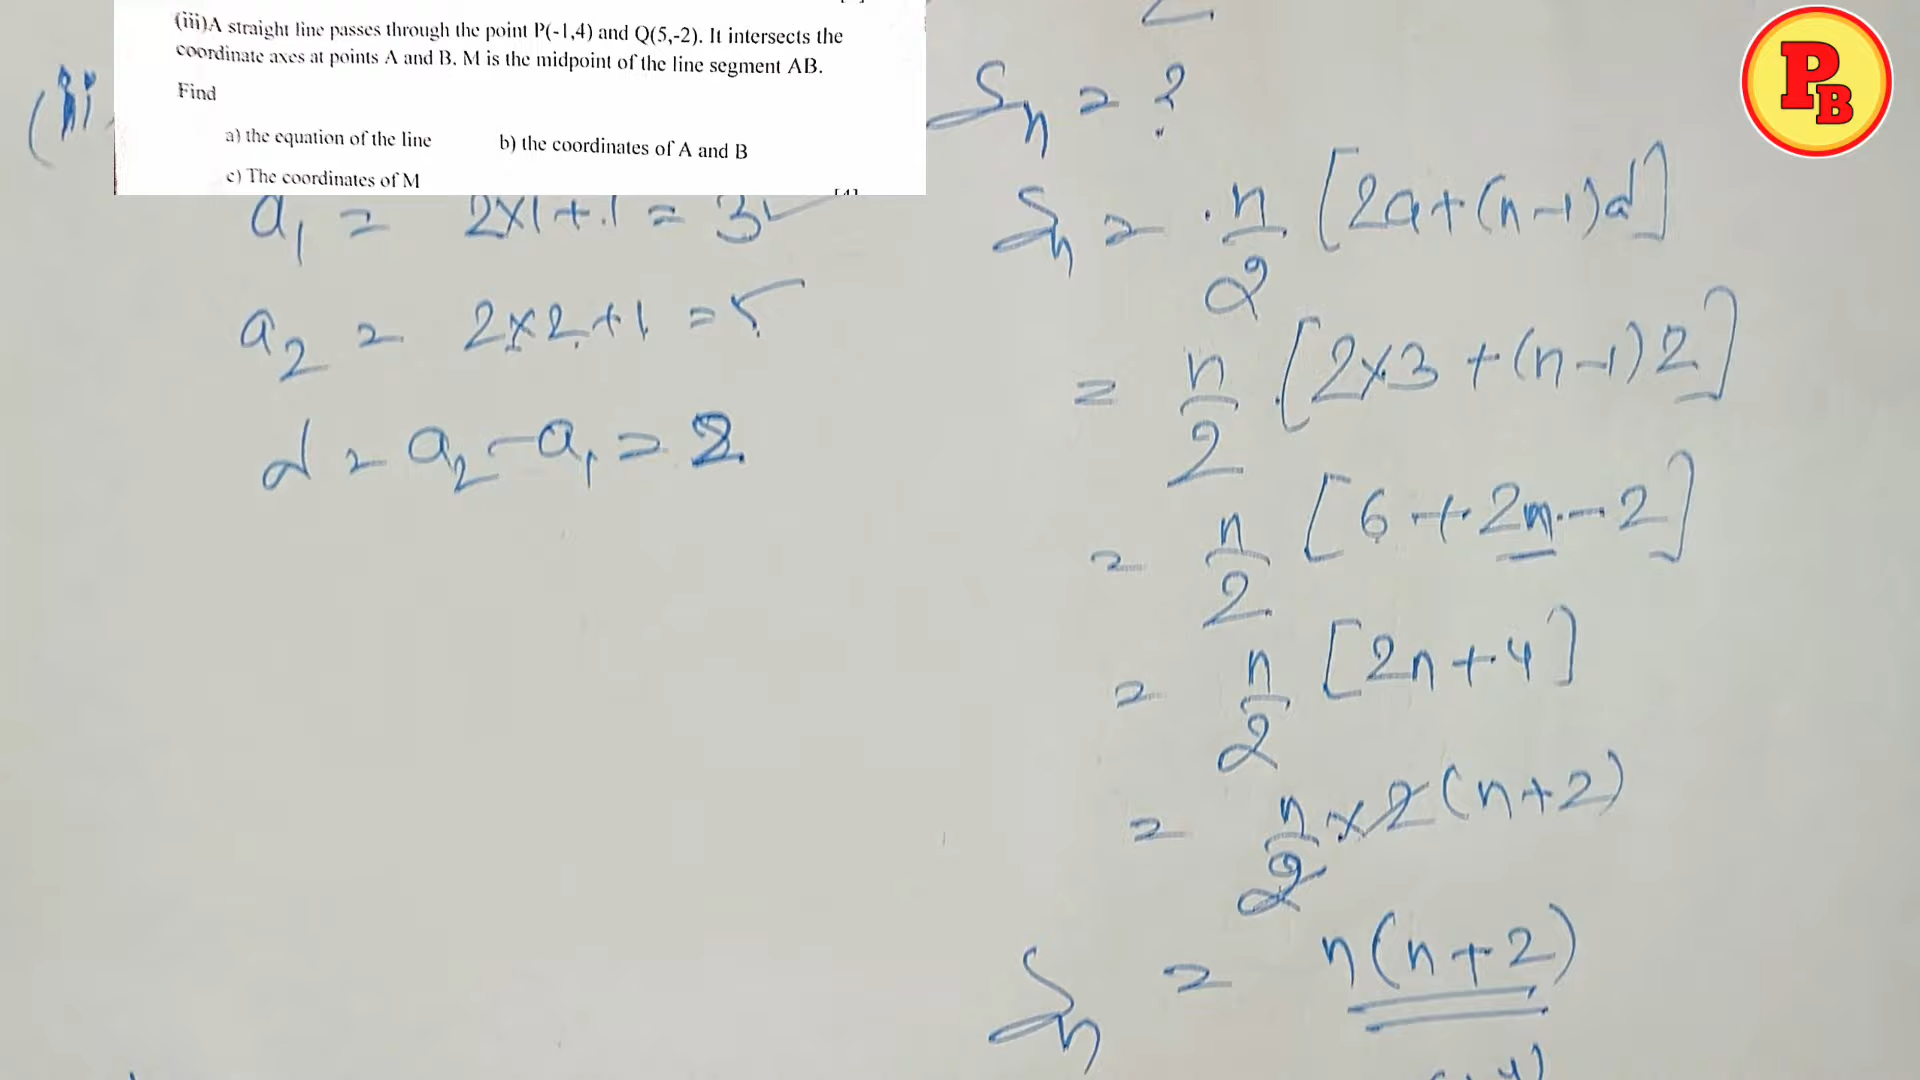 (iii)A straight line passes through the point P(-1,4) and Q(5,-2). It intersects the
coordinate axes at points A and B. M is the midpoint of the line segment AB.
Find
a) the equation of the line b) the coordinates of A and B
c) The coordinates of M
[4]
(iii
a₁ = 2×1+1 = 3
a₂ = 2×2+1 = 5
d = a₂-a₁ = 2
Sn = ?
Sn = n/2 [2a+(n-1)d]
= n/2 [2×3+(n-1)2]
= n/2 [6+2n-2]
= n/2 [2n+4]
= n/2 ×2(n+2)
Sn = n(n+2)
PB